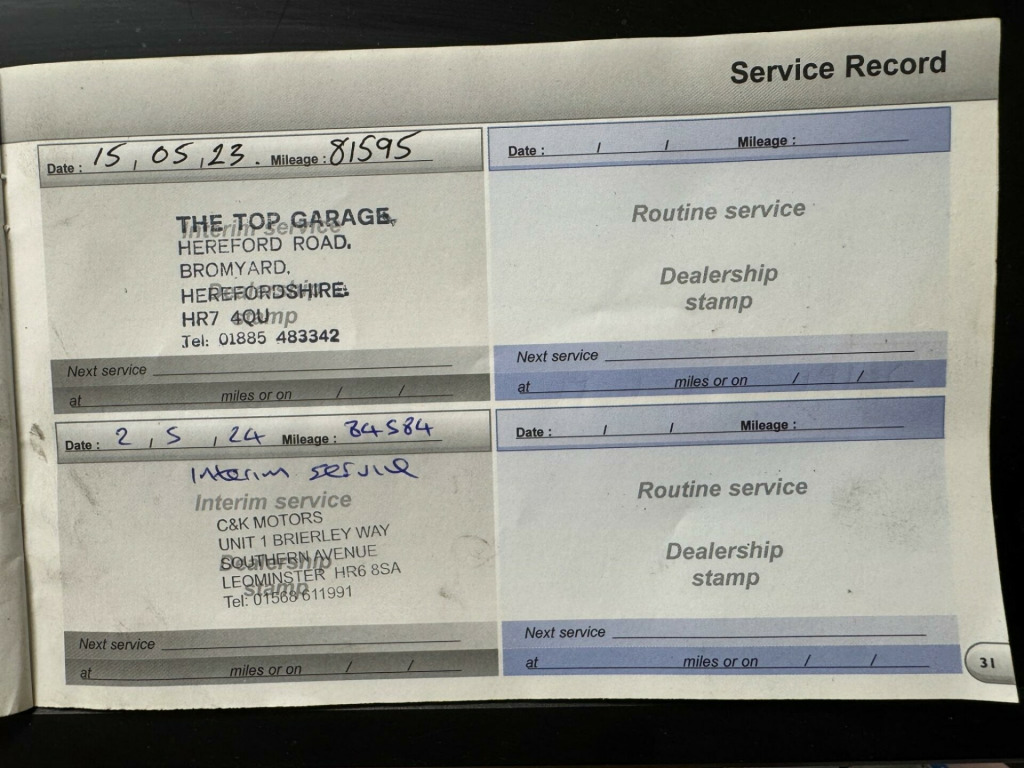 Service Record
Date : 15 , 05 , 23 . Mileage : 81595
Interim service
THE TOP GARAGE,
HEREFORD ROAD.
BROMYARD,
Dealership
HEREFORDSHIRE.
stamp
HR7 4QU
Tel: 01885 483342
Next service
at miles or on / /
Date : / / Mileage :
Routine service
Dealership
stamp
Next service
at miles or on / /
Date : 2 , 5 , 24 Mileage : 84584
Interim service
Interim service
C&K MOTORS
UNIT 1 BRIERLEY WAY
SOUTHERN AVENUE
Dealership
LEOMINSTER HR6 8SA
stamp
Tel: 01568 611991
Next service
at miles or on / /
Date : / / Mileage :
Routine service
Dealership
stamp
Next service
at miles or on / /
31